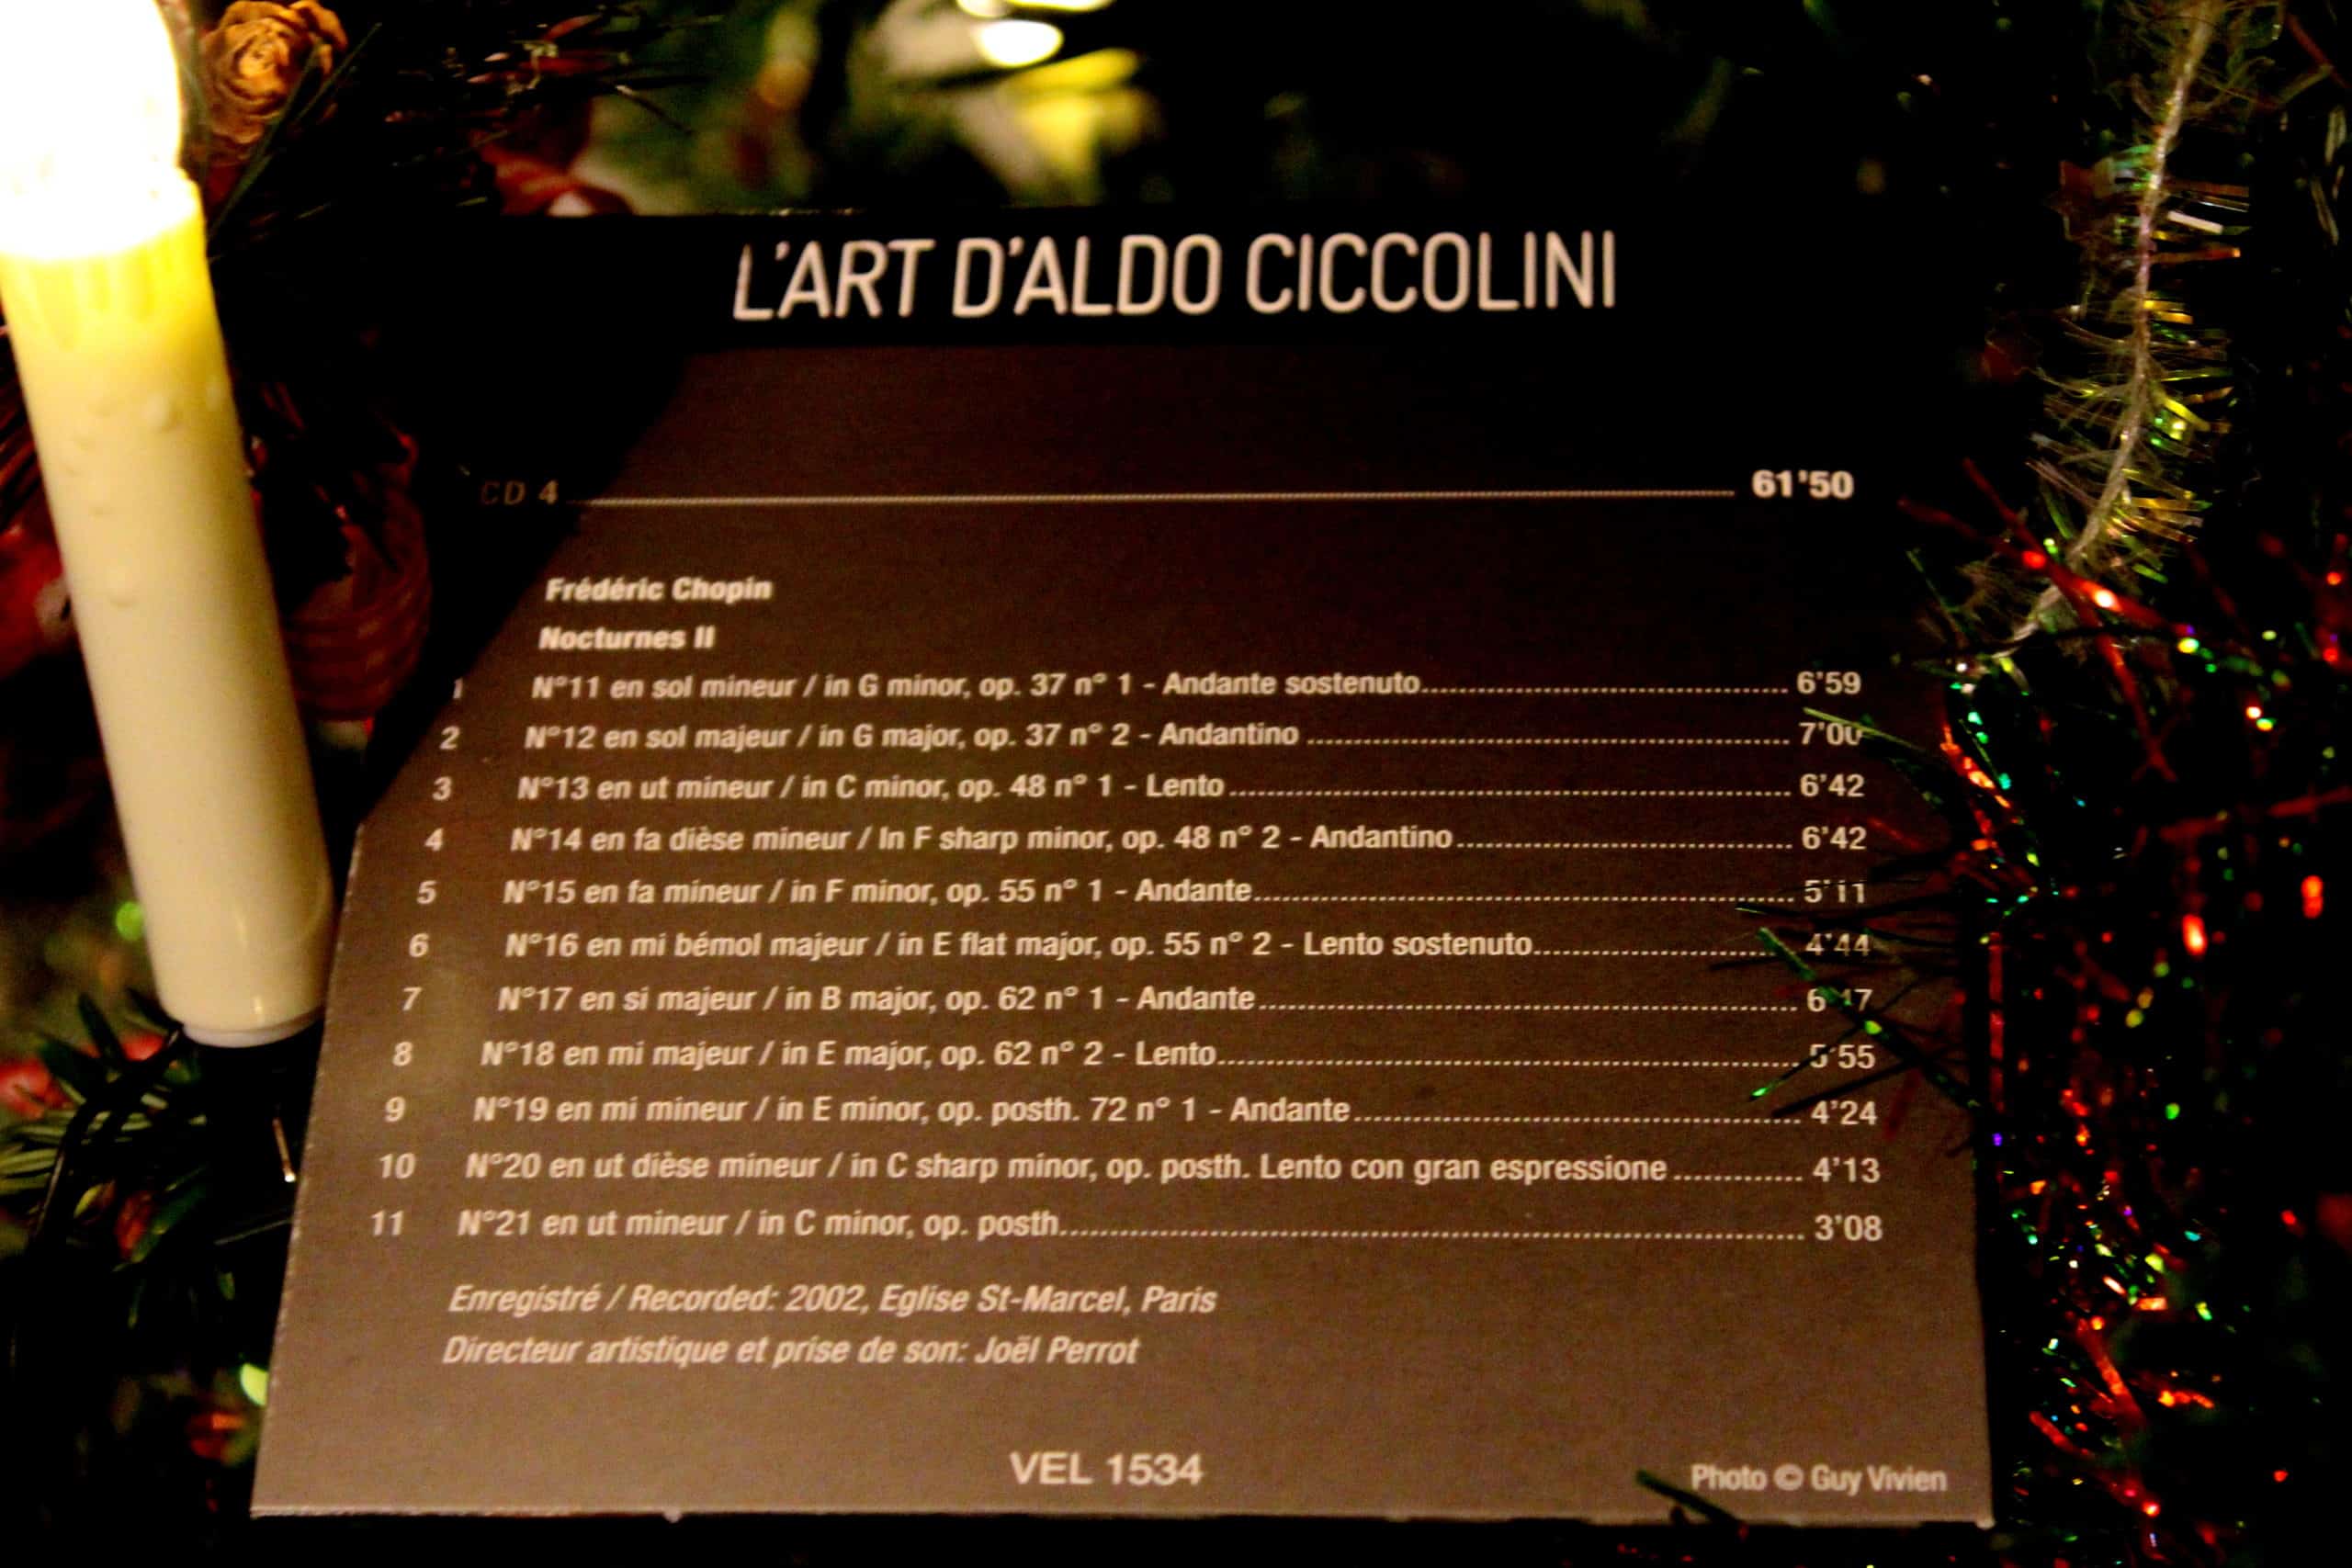 L'ART D'ALDO CICCOLINI
CD 4 61'50
Frédéric Chopin
Nocturnes II
1 N°11 en sol mineur / in G minor, op. 37 n° 1 - Andante sostenuto........ 6'59
2 N°12 en sol majeur / in G major, op. 37 n° 2 - Andantino ........ 7'00
3 N°13 en ut mineur / in C minor, op. 48 n° 1 - Lento ........ 6'42
4 N°14 en fa dièse mineur / In F sharp minor, op. 48 n° 2 - Andantino ........ 6'42
5 N°15 en fa mineur / in F minor, op. 55 n° 1 - Andante........ 5'11
6 N°16 en mi bémol majeur / in E flat major, op. 55 n° 2 - Lento sostenuto........ 4'44
7 N°17 en si majeur / in B major, op. 62 n° 1 - Andante ........
8 N°18 en mi majeur / in E major, op. 62 n° 2 - Lento........ 5'55
9 N°19 en mi mineur / in E minor, op. posth. 72 n° 1 - Andante........ 4'24
10 N°20 en ut dièse mineur / in C sharp minor, op. posth. Lento con gran espressione ........ 4'13
11 N°21 en ut mineur / in C minor, op. posth........ 3'08
Enregistré / Recorded: 2002, Eglise St-Marcel, Paris
Directeur artistique et prise de son: Joël Perrot
VEL 1534
Photo © Guy Vivien